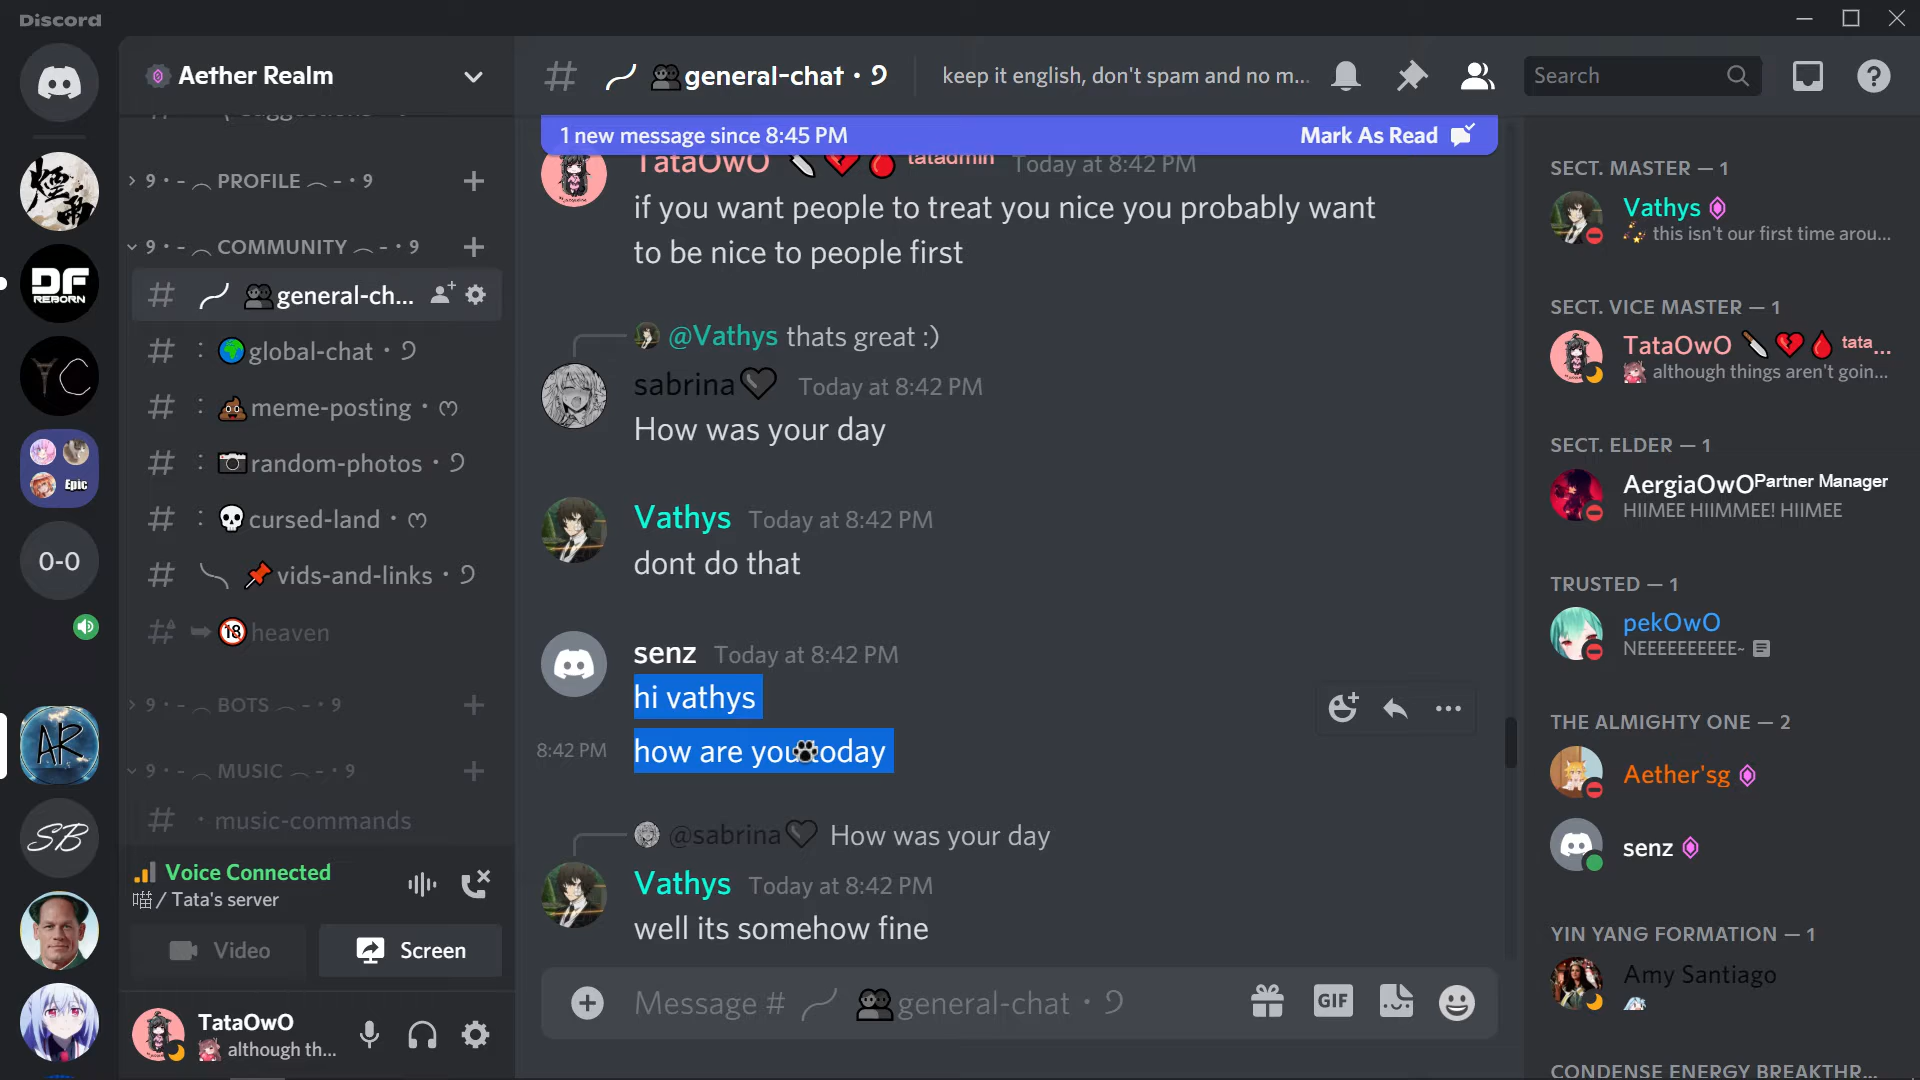 Discord
Aether Realm
general-chat
keep it english, don't spam and no m...
Search
1 new message since 8:45 PM
Mark As Read
PROFILE
COMMUNITY
general-ch...
global-chat
meme-posting
random-photos
cursed-land
vids-and-links
heaven
BOTS
MUSIC
music-commands
Voice Connected
喵 / Tata's server
Video
Screen
TataOwO
although th...
DF
REBORN
YC
Epic
0-0
AR
SB
TataOwO tatadmin Today at 8:42 PM
if you want people to treat you nice you probably want
to be nice to people first
@Vathys thats great :)
sabrina Today at 8:42 PM
How was your day
Vathys Today at 8:42 PM
dont do that
senz Today at 8:42 PM
hi vathys
8:42 PM how are you today
@sabrina How was your day
Vathys Today at 8:42 PM
well its somehow fine
Message # general-chat
GIF
SECT. MASTER — 1
Vathys
this isn't our first time arou...
SECT. VICE MASTER — 1
TataOwO tata...
although things aren't goin...
SECT. ELDER — 1
AergiaOwO Partner Manager
HIIMEE HIIMMEE! HIIMEE
TRUSTED — 1
pekOwO
NEEEEEEEEEE~
THE ALMIGHTY ONE — 2
Aether'sg
senz
YIN YANG FORMATION — 1
Amy Santiago
CONDENSE ENERGY BREAKTHR...